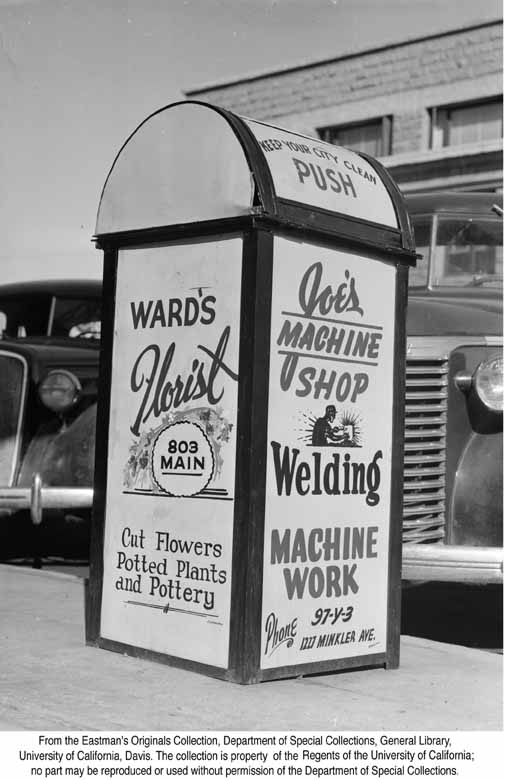 KEEP YOUR CITY CLEAN
PUSH
WARD'S
Florist
803
MAIN
Cut Flowers
Potted Plants
and Pottery
Joe's
MACHINE
SHOP
Welding
MACHINE
WORK
Phone 97-Y-3
1227 MINKLER AVE.
From the Eastman's Originals Collection, Department of Special Collections, General Library,
University of California, Davis. The collection is property of the Regents of the University of California;
no part may be reproduced or used without permission of the Department of Special Collections.